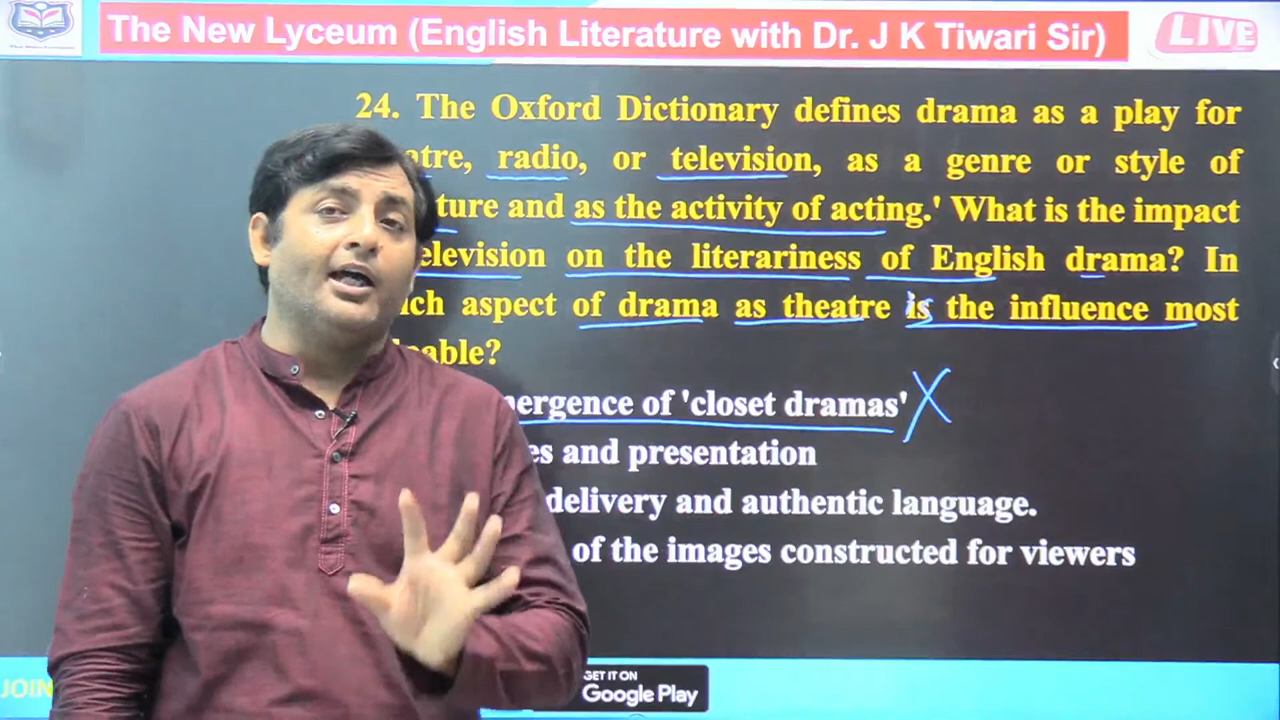 The New Lyceum (English Literature with Dr. J K Tiwari Sir)
LIVE
24. The Oxford Dictionary defines drama as a play for
radio, or television, as a genre or style of
and as the activity of acting.' What is the impact
on the literariness of English drama? In
aspect of drama as theatre is the influence most
of 'closet dramas'
and presentation
delivery and authentic language.
of the images constructed for viewers
JOIN
GET IT ON
Google Play